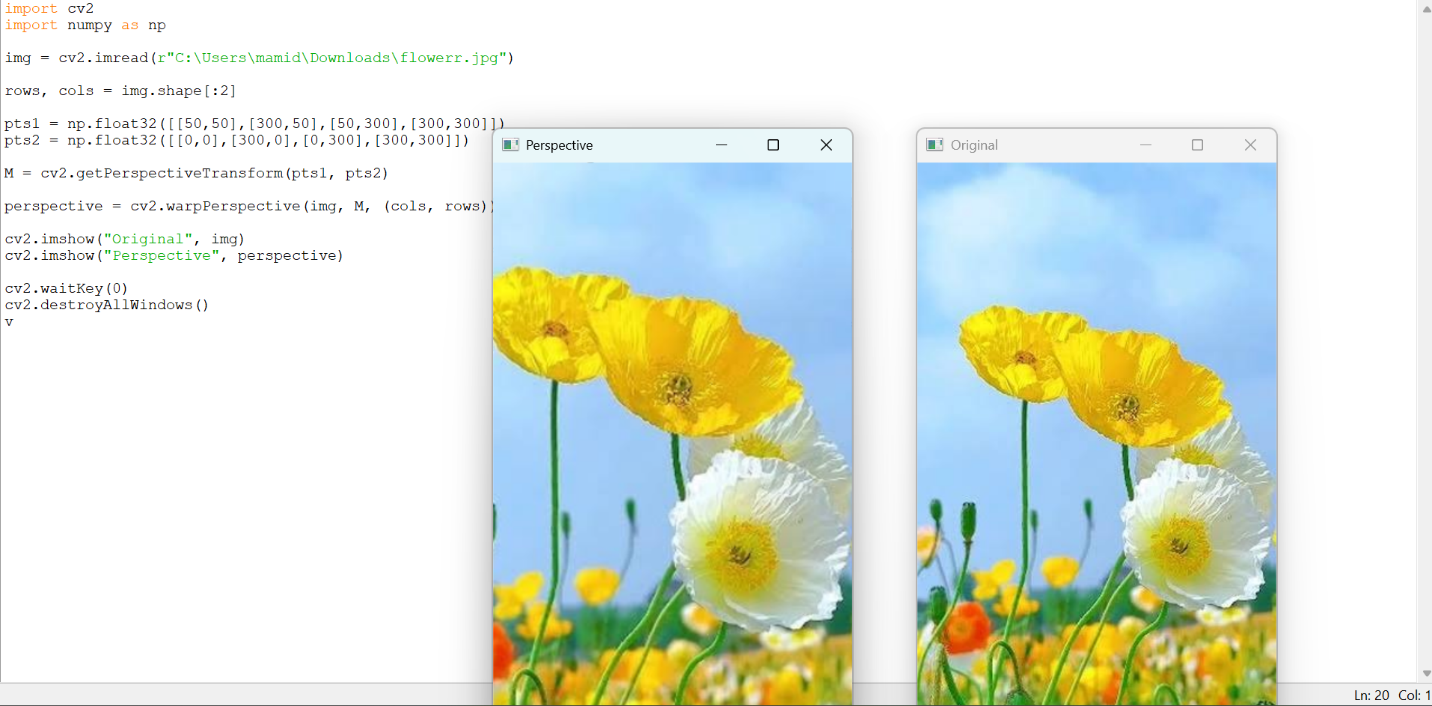 import cv2
import numpy as np
img = cv2.imread(r"C:\Users\mamid\Downloads\flowerr.jpg")
rows, cols = img.shape[:2]
pts1 = np.float32([[50,50],[300,50],[50,300],[300,300]])
pts2 = np.float32([[0,0],[300,0],[0,300],[300,300]])
Perspective
Original
M = cv2.getPerspectiveTransform(pts1, pts2)
perspective = cv2.warpPerspective(img, M, (cols, rows))
cv2.imshow("Original", img)
cv2.imshow("Perspective", perspective)
cv2.waitKey(0)
cv2.destroyAllWindows()
v
Ln: 20 Col: 1